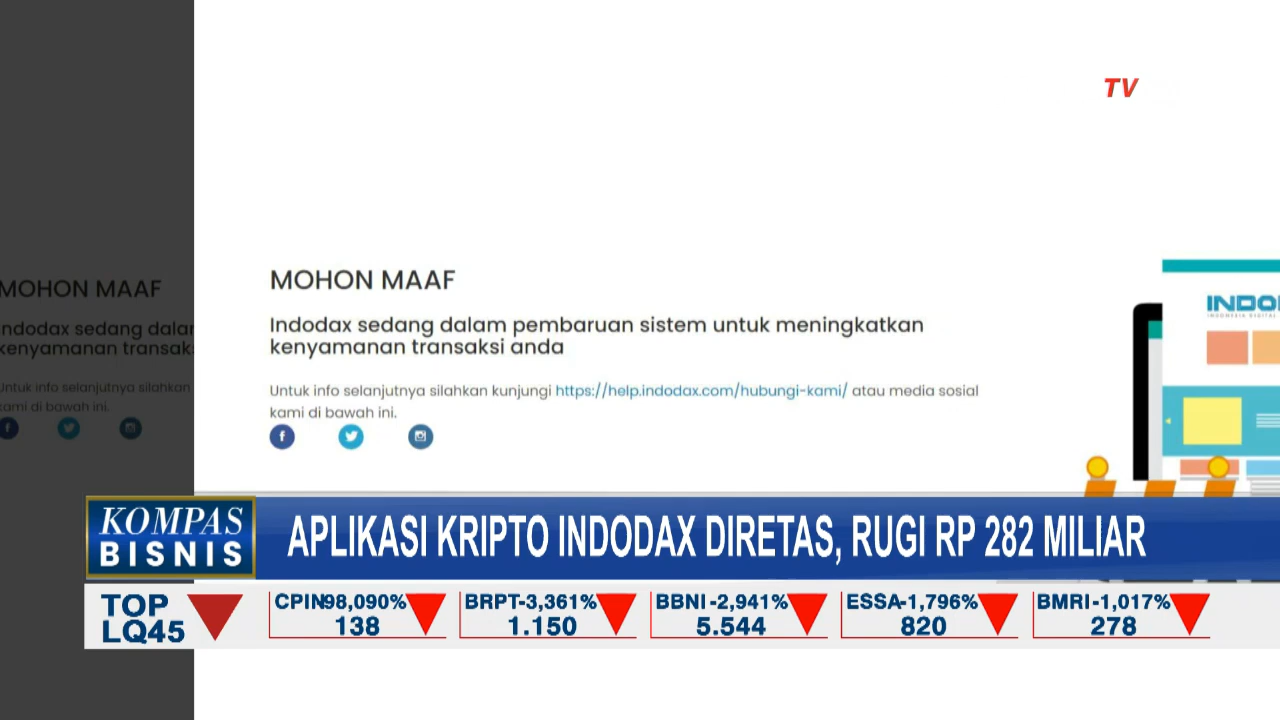 TV
MOHON MAAF
Indodax sedang dalam pembaruan sistem untuk meningkatkan
kenyamanan transaksi anda
Untuk info selanjutnya silahkan kunjungi https://help.indodax.com/hubungi-kami/ atau media sosial
kami di bawah ini.
MOHON MAAF
ndodax sedang dalar
kenyamanan transaks
Untuk info selanjutnya silahkan
kami di bawah ini.
INDO
KOMPAS
BISNIS
APLIKASI KRIPTO INDODAX DIRETAS, RUGI RP 282 MILIAR
TOP
LQ45
CPIN-98,090%
138
BRPT-3,361%
1.150
BBNI-2,941%
5.544
ESSA-1,796%
820
BMRI-1,017%
278